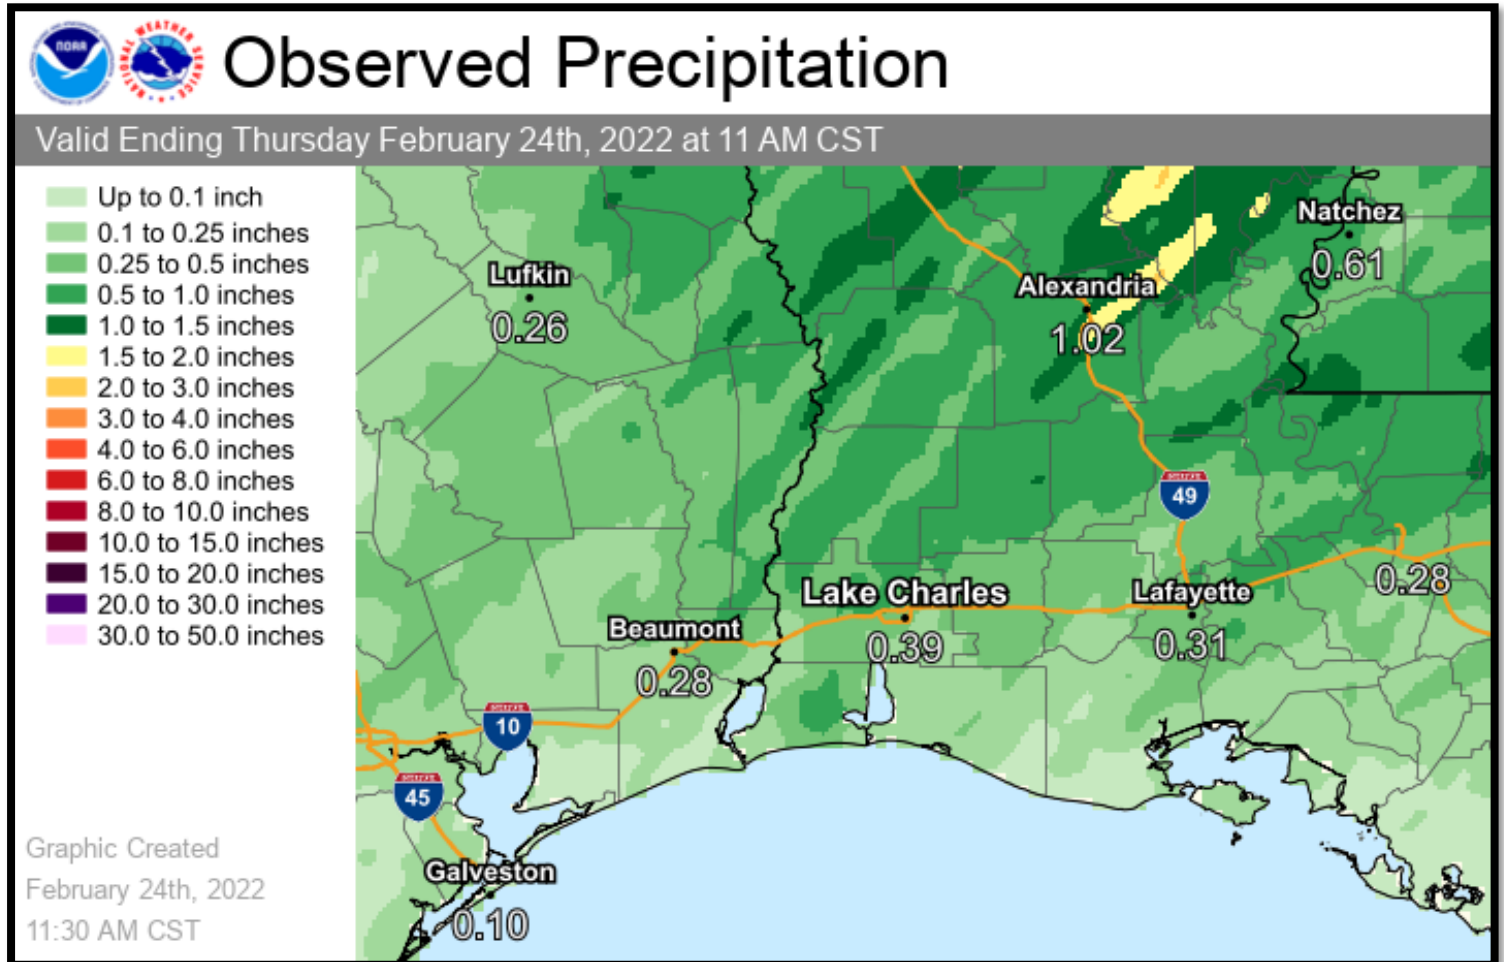 NOAA
NATIONAL WEATHER SERVICE
Observed Precipitation
Valid Ending Thursday February 24th, 2022 at 11 AM CST
Up to 0.1 inch
0.1 to 0.25 inches
0.25 to 0.5 inches
0.5 to 1.0 inches
1.0 to 1.5 inches
1.5 to 2.0 inches
2.0 to 3.0 inches
3.0 to 4.0 inches
4.0 to 6.0 inches
6.0 to 8.0 inches
8.0 to 10.0 inches
10.0 to 15.0 inches
15.0 to 20.0 inches
20.0 to 30.0 inches
30.0 to 50.0 inches
Graphic Created
February 24th, 2022
11:30 AM CST
Natchez
0.61
Lufkin
0.26
Alexandria
1.02
49
Lake Charles
0.39
Lafayette
0.31
0.28
Beaumont
0.28
10
45
Galveston
0.10